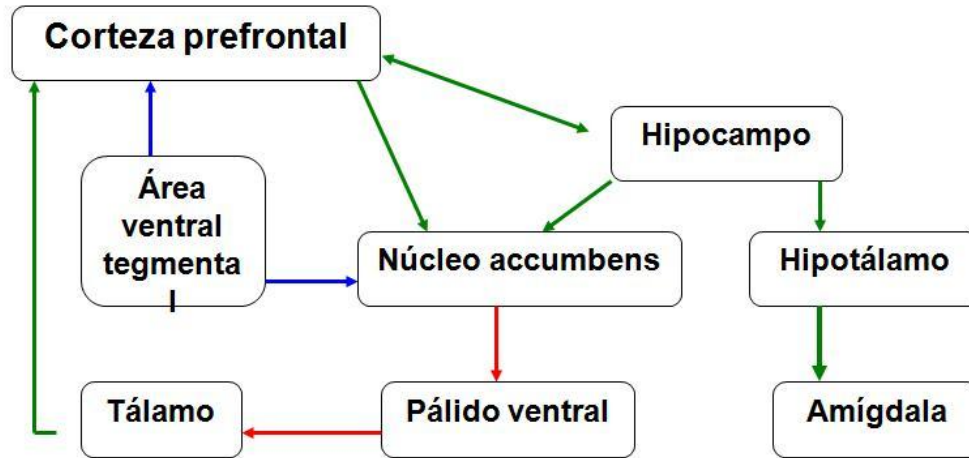 Corteza prefrontal
Hipocampo
Área
ventral
tegmenta
l
Núcleo accumbens
Hipotálamo
Tálamo
Pálido ventral
Amígdala